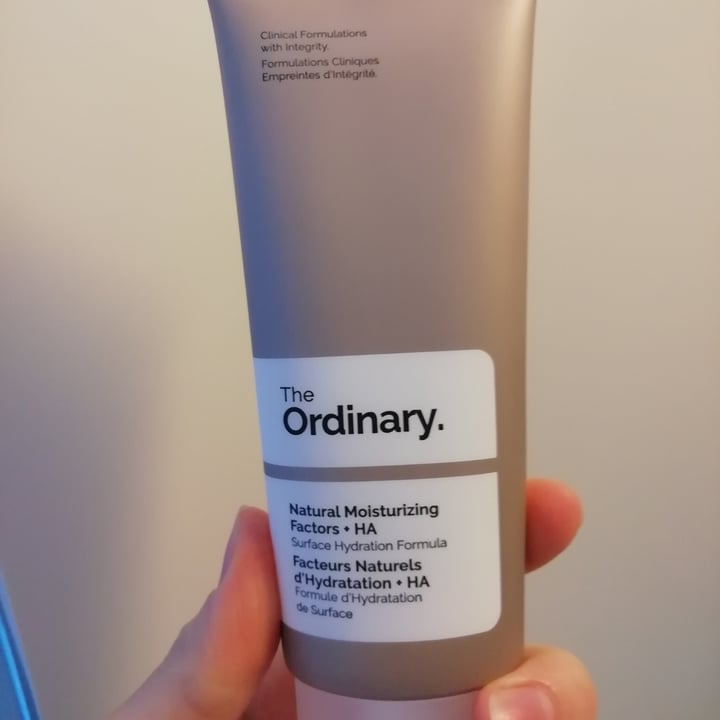 Clinical Formulations
with Integrity.
Formulations Cliniques
Empreintes d'Intégrité.
The
Ordinary.
Natural Moisturizing
Factors + HA
Surface Hydration Formula
Facteurs Naturels
d'Hydratation + HA
Formule d'Hydratation
de Surface